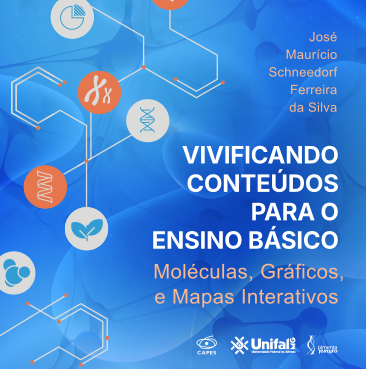 José
Maurício
Schneedorf
Ferreira
da Silva
VIVIFICANDO
CONTEÚDOS
PARA O
ENSINO BÁSICO
Moléculas, Gráficos,
e Mapas Interativos
CAPES
Unifal
Universidade Federal de Alfenas
pimenta